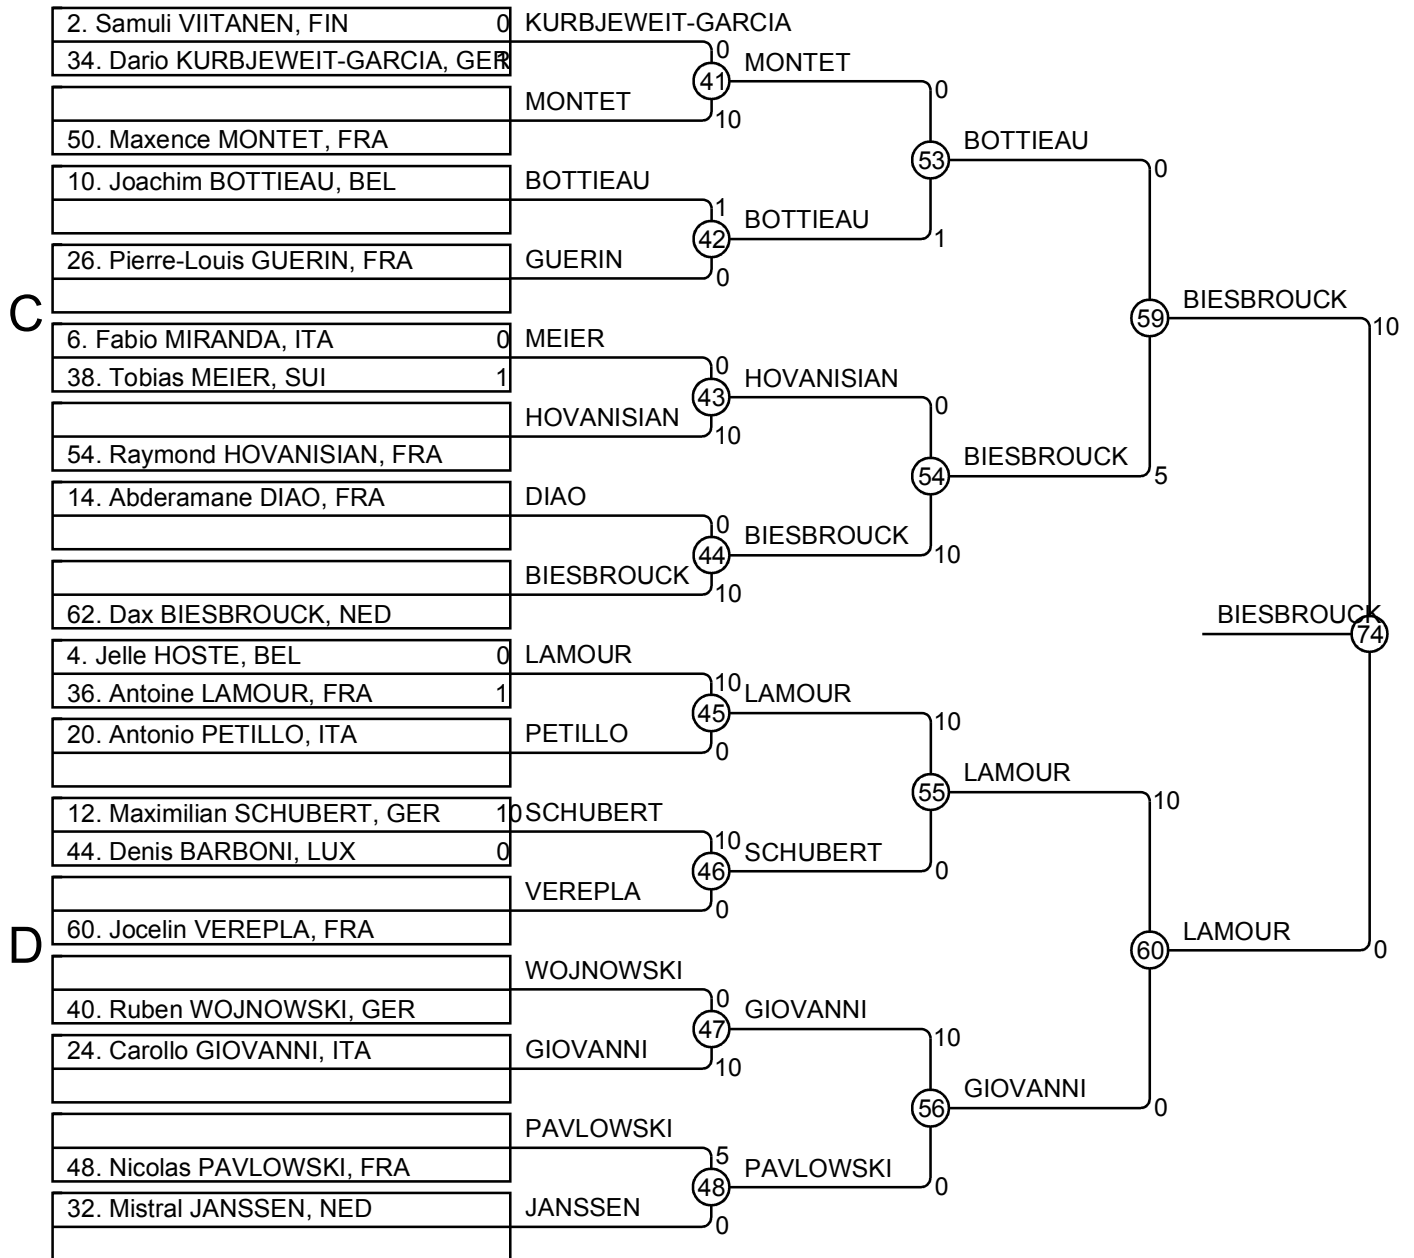 2. Samuli VIITANEN, FIN 0 KURBJEWEIT-GARCIA
0
34. Dario KURBJEWEIT-GARCIA, GER 1
41 MONTET
0
MONTET
10
50. Maxence MONTET, FRA
53 BOTTIEAU
0
10. Joachim BOTTIEAU, BEL BOTTIEAU
1
42 BOTTIEAU
1
26. Pierre-Louis GUERIN, FRA GUERIN
0
C
59 BIESBROUCK
10
6. Fabio MIRANDA, ITA 0 MEIER
0
38. Tobias MEIER, SUI 1
43 HOVANISIAN
0
HOVANISIAN
10
54. Raymond HOVANISIAN, FRA
54 BIESBROUCK
5
14. Abderamane DIAO, FRA DIAO
0
44 BIESBROUCK
10
BIESBROUCK
10
62. Dax BIESBROUCK, NED
BIESBROUCK
74
4. Jelle HOSTE, BEL 0 LAMOUR
10
36. Antoine LAMOUR, FRA 1
45 LAMOUR
10
20. Antonio PETILLO, ITA PETILLO
0
55 LAMOUR
10
12. Maximilian SCHUBERT, GER 10 SCHUBERT
10
44. Denis BARBONI, LUX 0
46 SCHUBERT
0
VEREPLA
0
60. Jocelin VEREPLA, FRA
D
60 LAMOUR
0
WOJNOWSKI
0
40. Ruben WOJNOWSKI, GER
47 GIOVANNI
10
24. Carollo GIOVANNI, ITA GIOVANNI
10
56 GIOVANNI
0
PAVLOWSKI
5
48. Nicolas PAVLOWSKI, FRA
48 PAVLOWSKI
0
32. Mistral JANSSEN, NED JANSSEN
0